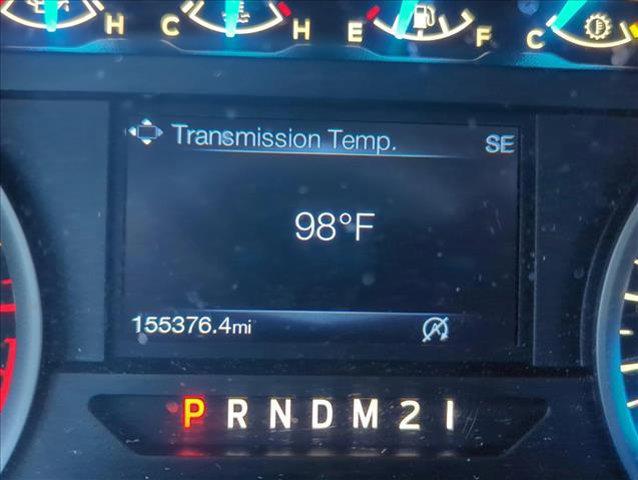 H C H E F C
Transmission Temp. SE
98°F
155376.4mi
P R N D M 2 1